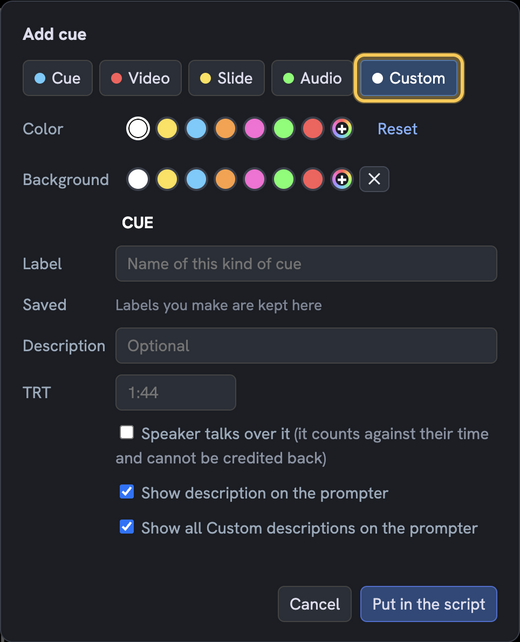 Add cue
Cue
Video
Slide
Audio
Custom
Color
Reset
Background
CUE
Label
Name of this kind of cue
Saved
Labels you make are kept here
Description
Optional
TRT
1:44
Speaker talks over it (it counts against their time
and cannot be credited back)
Show description on the prompter
Show all Custom descriptions on the prompter
Cancel
Put in the script